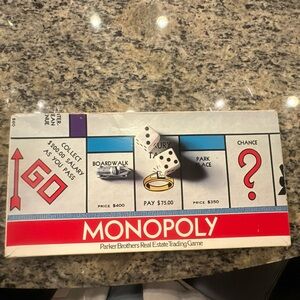 COLLECT
$200.00 SALARY
AS YOU PASS
GO
BOARDWALK
PRICE $400
PAY $75.00
PARK
PLACE
PRICE $350
CHANCE
?
MONOPOLY
Parker Brothers Real Estate Trading Game